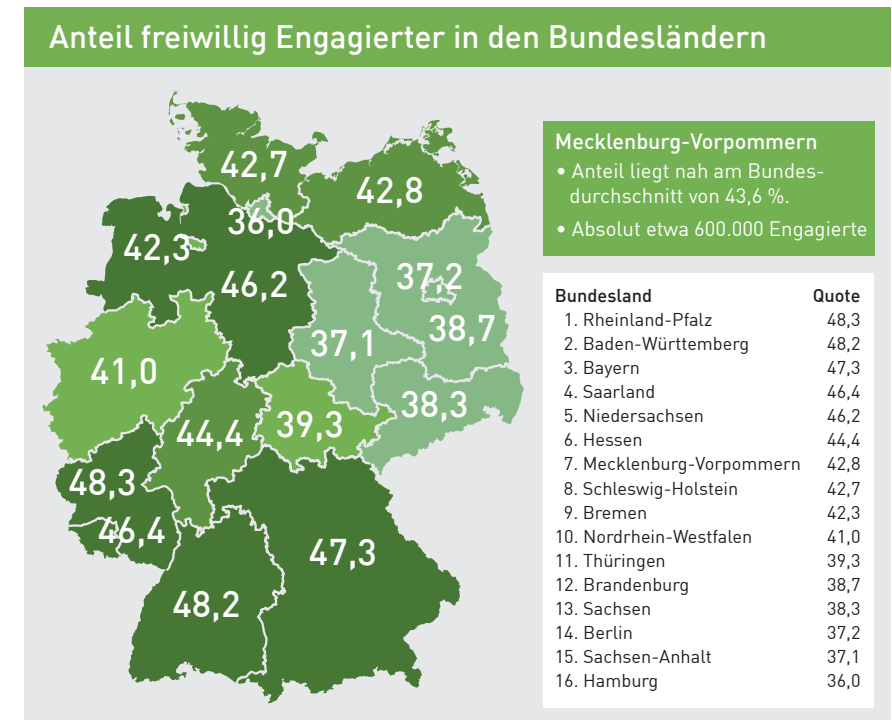 Anteil freiwillig Engagierter in den Bundesländern
42,7
42,8
36,0
42,3
46,2
37,2
38,7
37,1
41,0
38,3
39,3
44,4
48,3
46,4
47,3
48,2
Mecklenburg-Vorpommern
• Anteil liegt nah am Bundes-
durchschnitt von 43,6 %.
• Absolut etwa 600.000 Engagierte
Bundesland Quote
1. Rheinland-Pfalz 48,3
2. Baden-Württemberg 48,2
3. Bayern 47,3
4. Saarland 46,4
5. Niedersachsen 46,2
6. Hessen 44,4
7. Mecklenburg-Vorpommern 42,8
8. Schleswig-Holstein 42,7
9. Bremen 42,3
10. Nordrhein-Westfalen 41,0
11. Thüringen 39,3
12. Brandenburg 38,7
13. Sachsen 38,3
14. Berlin 37,2
15. Sachsen-Anhalt 37,1
16. Hamburg 36,0